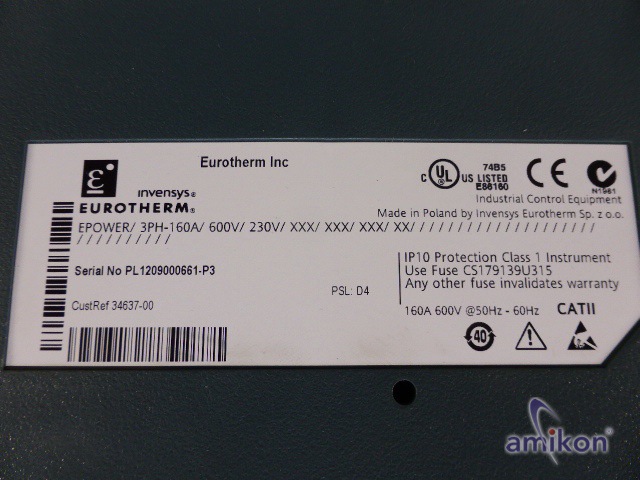 Eurotherm Inc
invensys®
EUROTHERM®
C UL US LISTED
74B5
E86160
CE
N1961
Industrial Control Equipment
Made in Poland by Invensys Eurotherm Sp. z o.o.
EPOWER/ 3PH-160A/ 600V/ 230V/ XXX/ XXX/ XXX/ XX/ / / / / / / / / / / / / / / / / / /
/ / / / / / / / / /
IP10 Protection Class 1 Instrument
Serial No PL1209000661-P3
Use Fuse CS179139U315
Any other fuse invalidates warranty
PSL: D4
CustRef 34637-00
160A 600V @50Hz - 60Hz CATII
40
amikon®